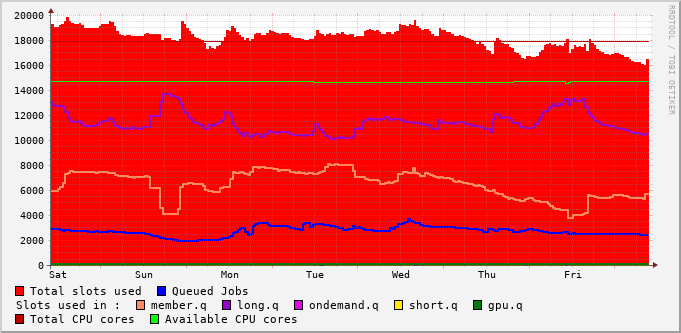 20000
18000
16000
14000
12000
10000
8000
6000
4000
2000
0
Sat Sun Mon Tue Wed Thu Fri
RRDTOOL / TOBI OETIKER
Total slots used Queued Jobs
Slots used in : member.q long.q ondemand.q short.q gpu.q
Total CPU cores Available CPU cores